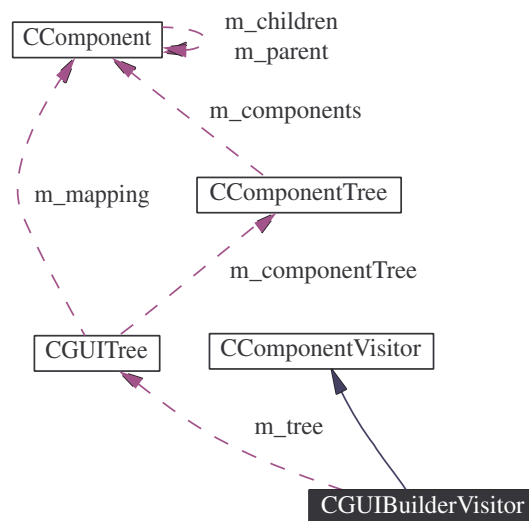 CComponent
m_children
m_parent
m_components
m_mapping
CComponentTree
m_componentTree
CGUITree
CComponentVisitor
m_tree
CGUIBuilderVisitor